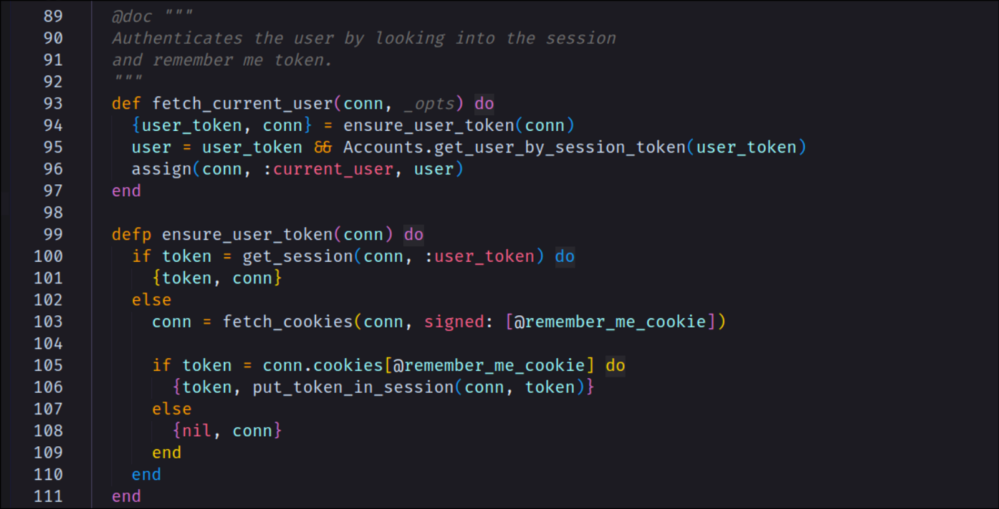 89 @doc """
90 Authenticates the user by looking into the session
91 and remember me token.
92 """
93 def fetch_current_user(conn, _opts) do
94   {user_token, conn} = ensure_user_token(conn)
95   user = user_token && Accounts.get_user_by_session_token(user_token)
96   assign(conn, :current_user, user)
97 end
98
99 defp ensure_user_token(conn) do
100   if token = get_session(conn, :user_token) do
101     {token, conn}
102   else
103     conn = fetch_cookies(conn, signed: [@remember_me_cookie])
104
105     if token = conn.cookies[@remember_me_cookie] do
106       {token, put_token_in_session(conn, token)}
107     else
108       {nil, conn}
109     end
110   end
111 end